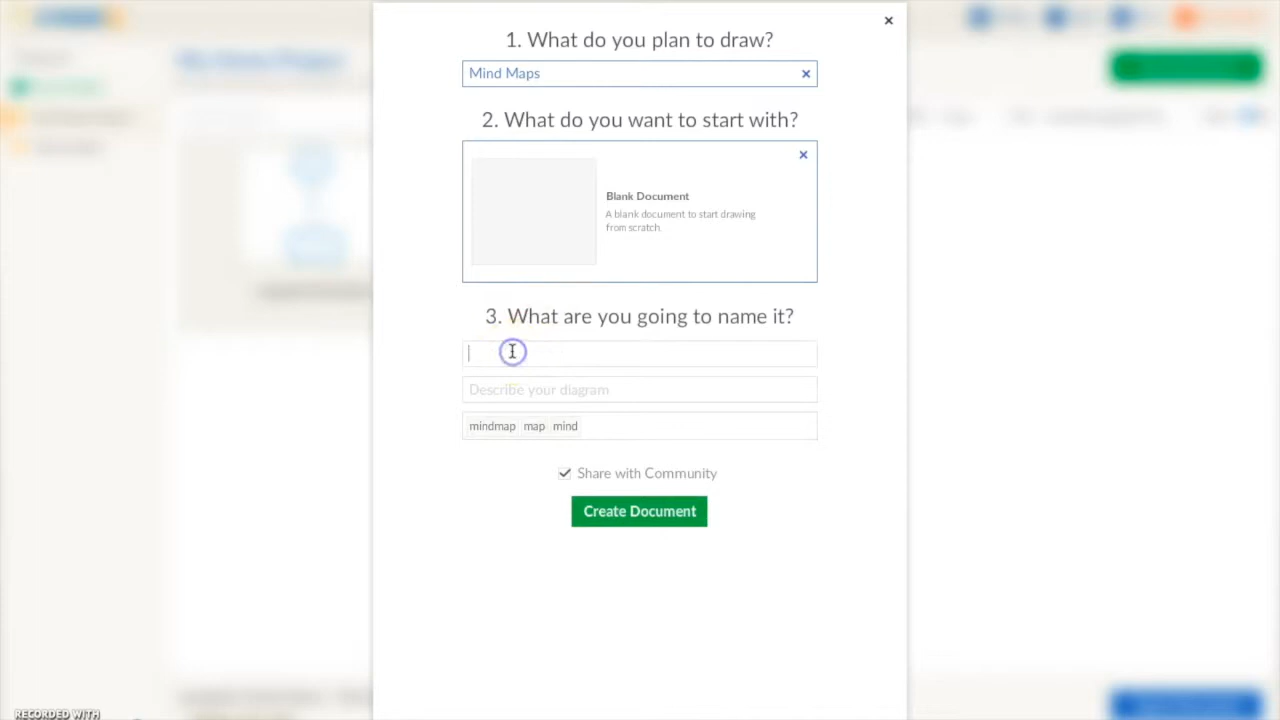 1. What do you plan to draw?
Mind Maps
2. What do you want to start with?
Blank Document
A blank document to start drawing
from scratch.
3. What are you going to name it?
Describe your diagram
mindmap map mind
Share with Community
Create Document
RECORDED WITH